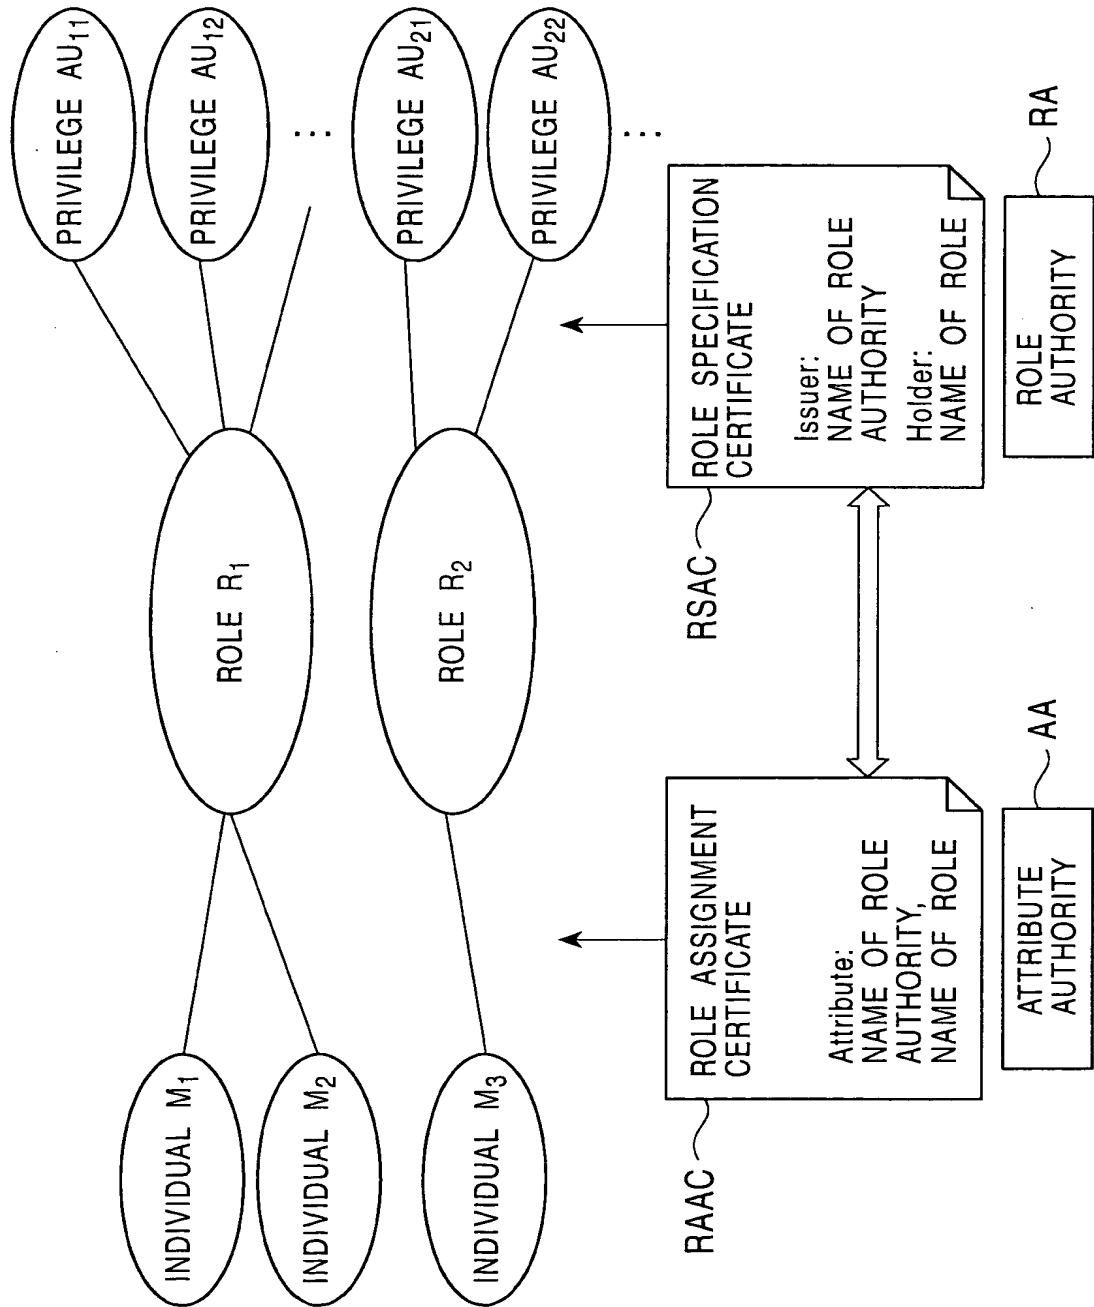 INDIVIDUAL M1
INDIVIDUAL M2
INDIVIDUAL M3
ROLE R1
ROLE R2
PRIVILEGE AU11
PRIVILEGE AU12
...
PRIVILEGE AU21
PRIVILEGE AU22
...
RAAC
ROLE ASSIGNMENT
CERTIFICATE
Attribute:
NAME OF ROLE
AUTHORITY,
NAME OF ROLE
ATTRIBUTE
AUTHORITY
AA
RSAC
ROLE SPECIFICATION
CERTIFICATE
Issuer:
NAME OF ROLE
AUTHORITY
Holder:
NAME OF ROLE
ROLE
AUTHORITY
RA